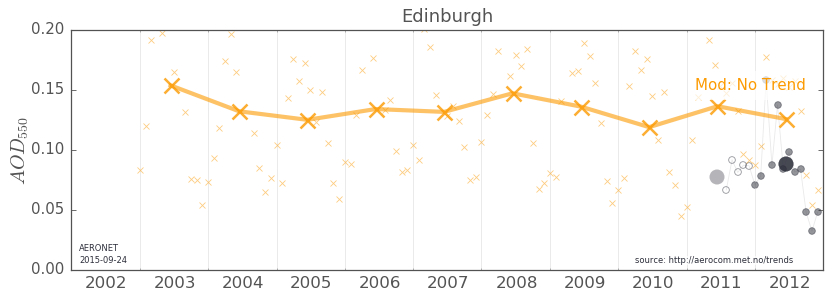 Edinburgh
0.20
0.15
0.10
0.05
0.00
AOD550
Mod: No Trend
AERONET
2015-09-24
source: http://aerocom.met.no/trends
2002 2003 2004 2005 2006 2007 2008 2009 2010 2011 2012